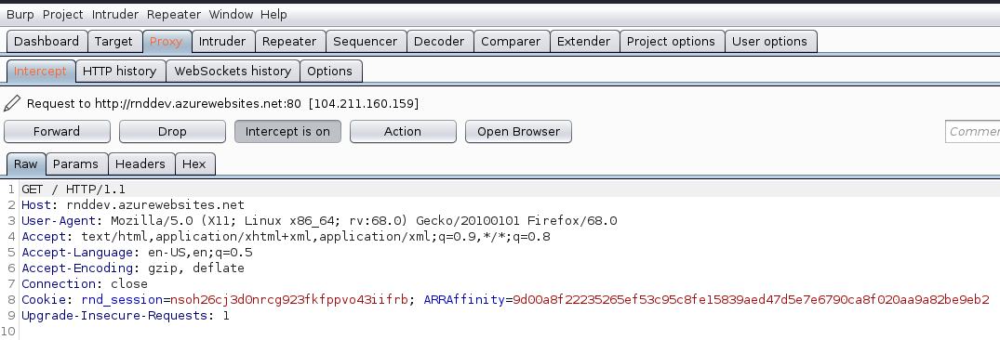 Burp Project Intruder Repeater Window Help
Dashboard Target Proxy Intruder Repeater Sequencer Decoder Comparer Extender Project options User options
Intercept HTTP history WebSockets history Options
Request to http://rnddev.azurewebsites.net:80 [104.211.160.159]
Forward Drop Intercept is on Action Open Browser Commer
Raw Params Headers Hex
1 GET / HTTP/1.1
2 Host: rnddev.azurewebsites.net
3 User-Agent: Mozilla/5.0 (X11; Linux x86_64; rv:68.0) Gecko/20100101 Firefox/68.0
4 Accept: text/html,application/xhtml+xml,application/xml;q=0.9,*/*;q=0.8
5 Accept-Language: en-US,en;q=0.5
6 Accept-Encoding: gzip, deflate
7 Connection: close
8 Cookie: rnd_session=nsoh26cj3d0nrcg923fkfppvo43iifrb; ARRAffinity=9d00a8f22235265ef53c95c8fe15839aed47d5e7e6790ca8f020aa9a82be9eb2
9 Upgrade-Insecure-Requests: 1
10